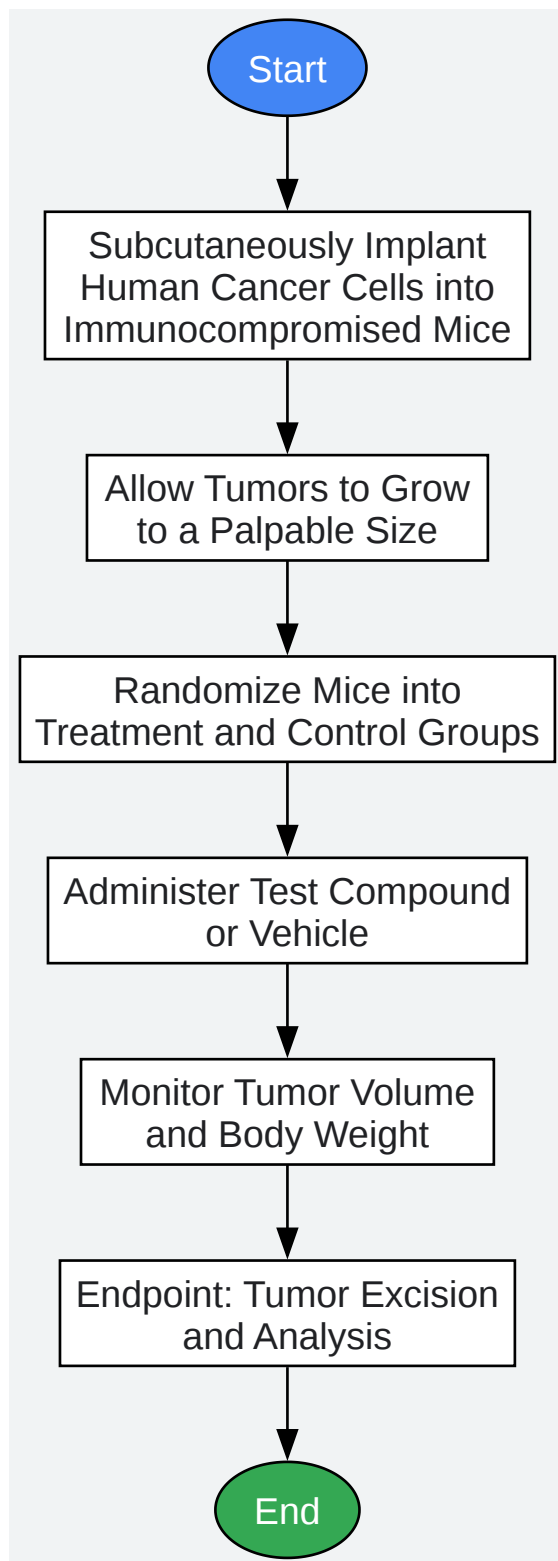 Start
Subcutaneously Implant
Human Cancer Cells into
Immunocompromised Mice
Allow Tumors to Grow
to a Palpable Size
Randomize Mice into
Treatment and Control Groups
Administer Test Compound
or Vehicle
Monitor Tumor Volume
and Body Weight
Endpoint: Tumor Excision
and Analysis
End